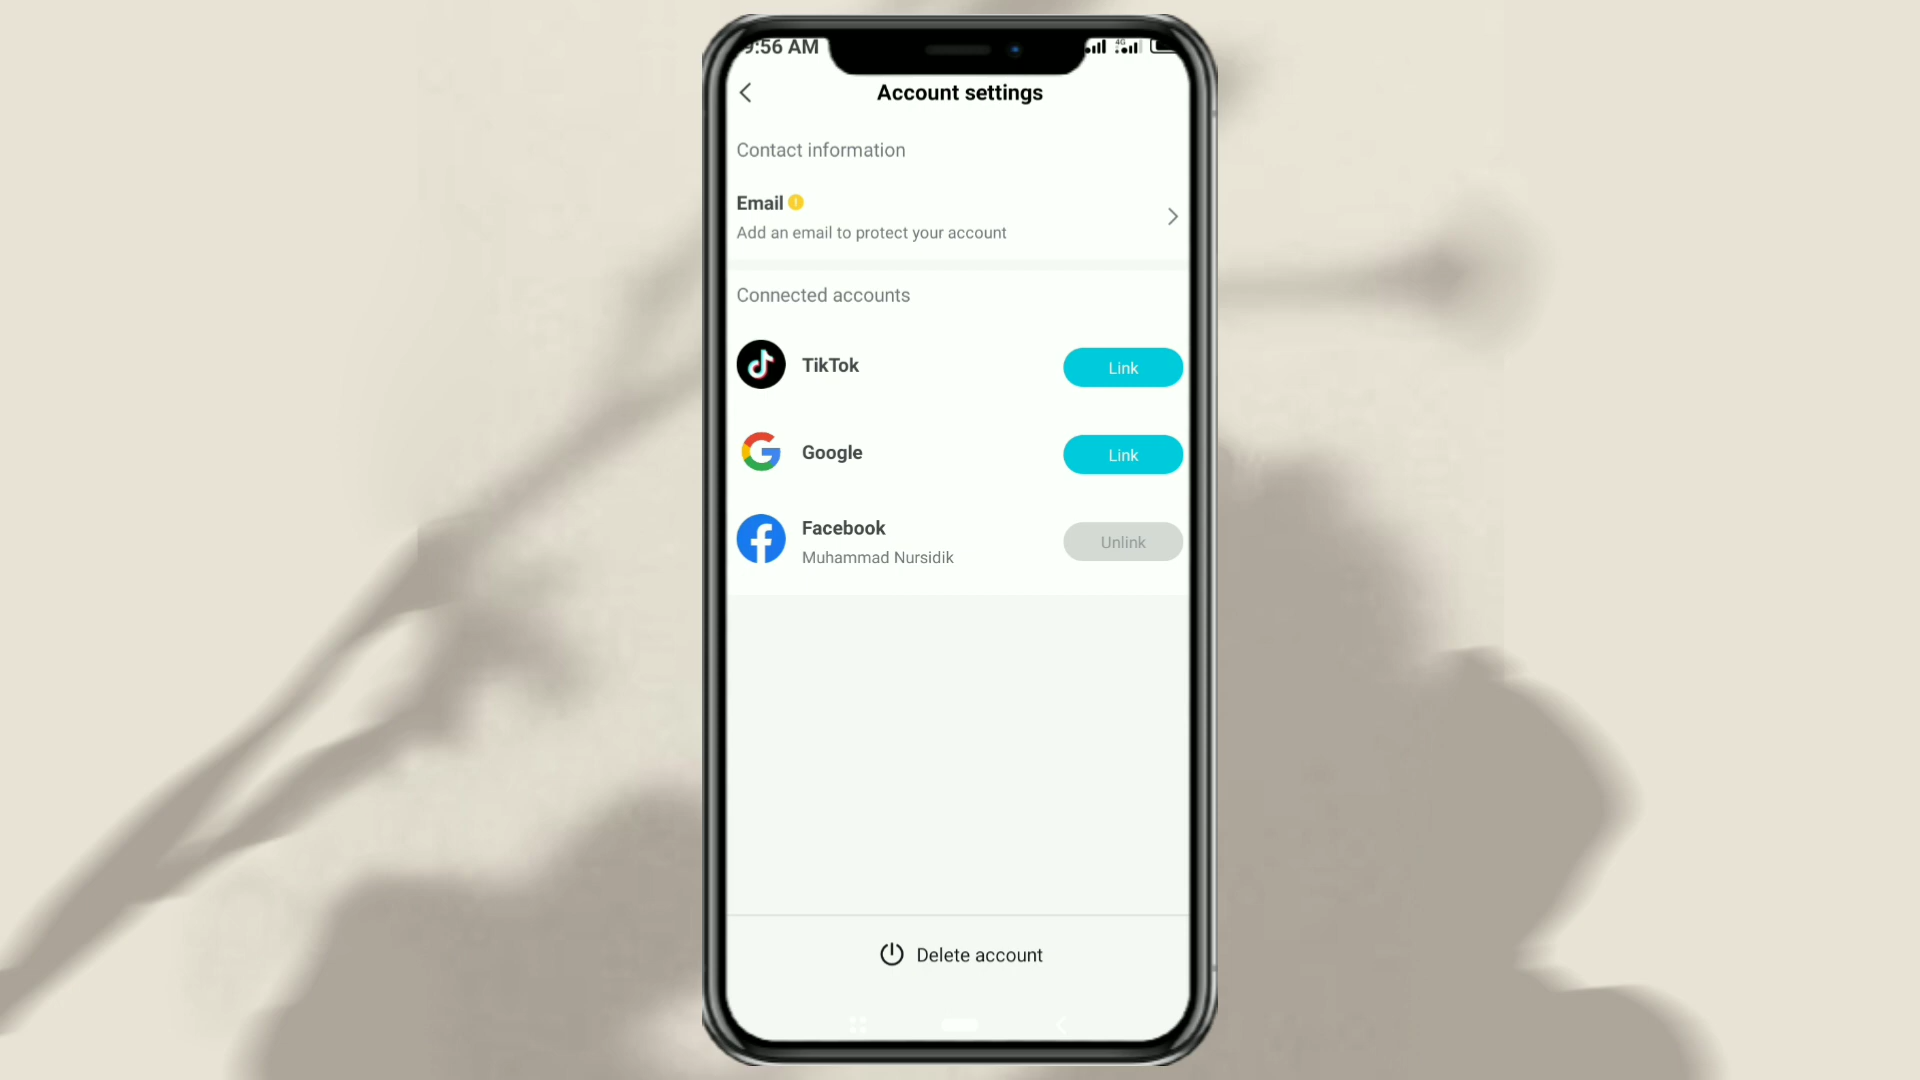 9:56 AM
4G
Account settings
Contact information
Email
Add an email to protect your account
Connected accounts
TikTok
Link
Google
Link
Facebook
Muhammad Nursidik
Unlink
Delete account